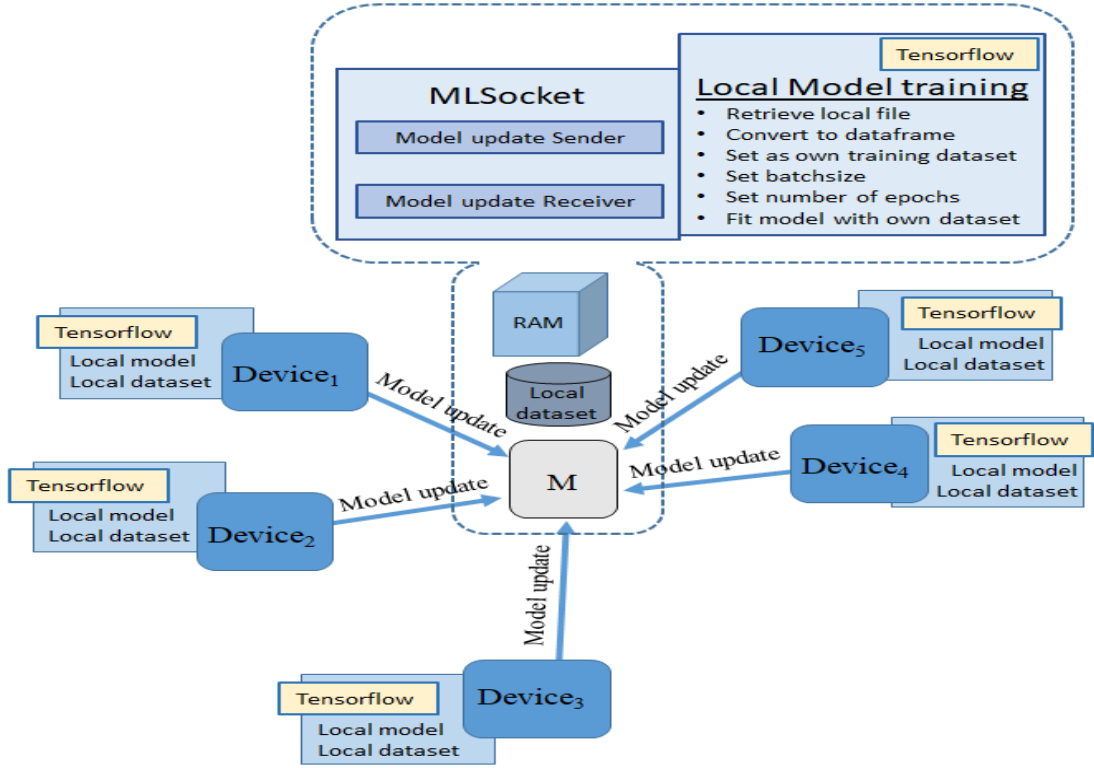 Tensorflow
MLSocket
Model update Sender
Model update Receiver
Local Model training
• Retrieve local file
• Convert to dataframe
• Set as own training dataset
• Set batchsize
• Set number of epochs
• Fit model with own dataset
RAM
Local
dataset
M
Tensorflow
Local model
Local dataset
Device₁
Model update
Tensorflow
Local model
Local dataset
Device₂
Model update
Tensorflow
Local model
Local dataset
Device₃
Model update
Tensorflow
Local model
Local dataset
Device₄
Model update
Tensorflow
Local model
Local dataset
Device₅
Model update